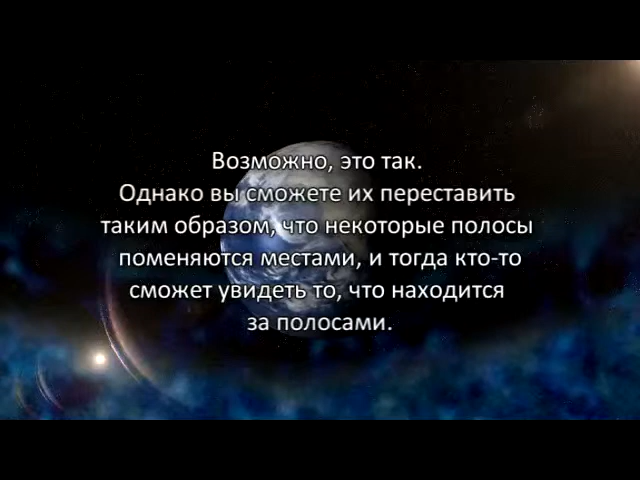 Возможно, это так.
Однако вы сможете их переставить
таким образом, что некоторые полосы
поменяются местами, и тогда кто-то
сможет увидеть то, что находится
за полосами.